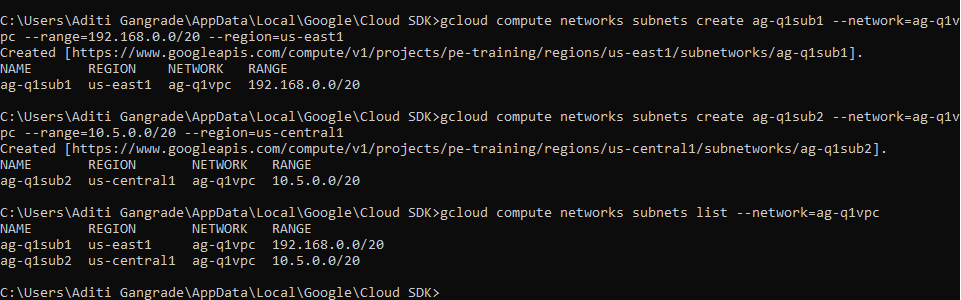 C:\Users\Aditi Gangrade\AppData\Local\Google\Cloud SDK>gcloud compute networks subnets create ag-q1sub1 --network=ag-q1v
pc --range=192.168.0.0/20 --region=us-east1
Created [https://www.googleapis.com/compute/v1/projects/pe-training/regions/us-east1/subnetworks/ag-q1sub1].
NAME       REGION    NETWORK   RANGE
ag-q1sub1  us-east1  ag-q1vpc  192.168.0.0/20
C:\Users\Aditi Gangrade\AppData\Local\Google\Cloud SDK>gcloud compute networks subnets create ag-q1sub2 --network=ag-q1v
pc --range=10.5.0.0/20 --region=us-central1
Created [https://www.googleapis.com/compute/v1/projects/pe-training/regions/us-central1/subnetworks/ag-q1sub2].
NAME       REGION       NETWORK   RANGE
ag-q1sub2  us-central1  ag-q1vpc  10.5.0.0/20
C:\Users\Aditi Gangrade\AppData\Local\Google\Cloud SDK>gcloud compute networks subnets list --network=ag-q1vpc
NAME       REGION       NETWORK   RANGE
ag-q1sub1  us-east1     ag-q1vpc  192.168.0.0/20
ag-q1sub2  us-central1  ag-q1vpc  10.5.0.0/20
C:\Users\Aditi Gangrade\AppData\Local\Google\Cloud SDK>